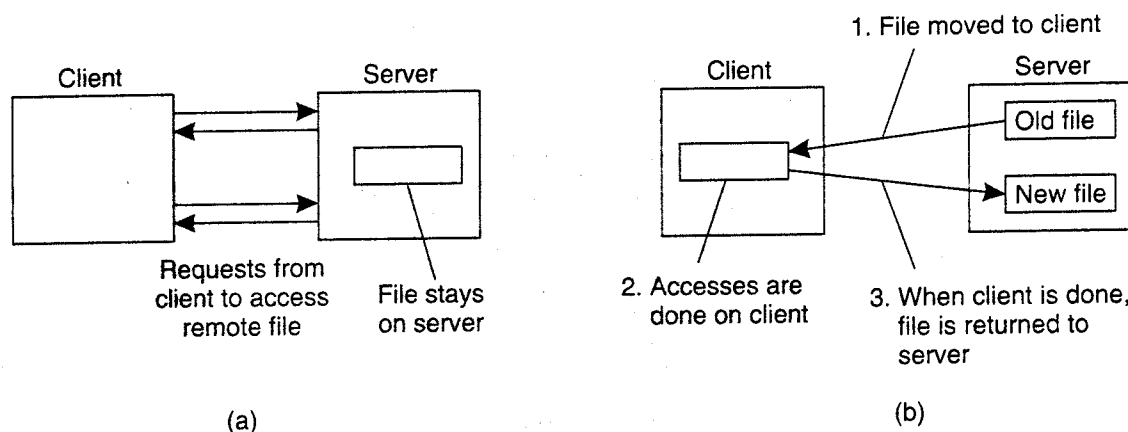 Client
Server
Requests from
client to access
remote file
File stays
on server
(a)
1. File moved to client
Client
Server
Old file
New file
2. Accesses are
done on client
3. When client is done,
file is returned to
server
(b)